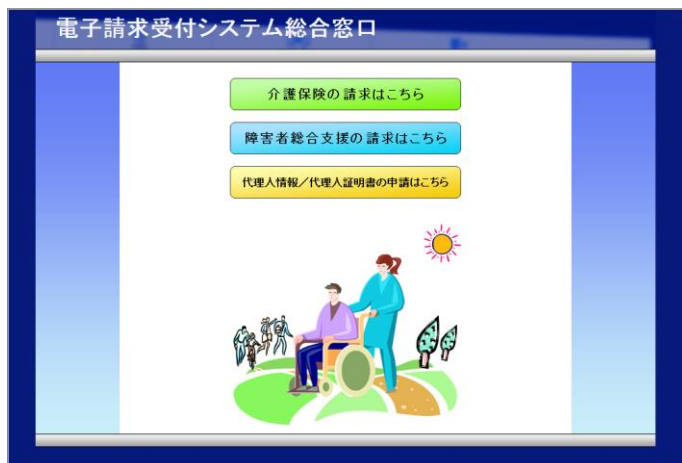 電子請求受付システム総合窓口
介護保険の請求はこちら
障害者総合支援の請求はこちら
代理人情報／代理人証明書の申請はこちら